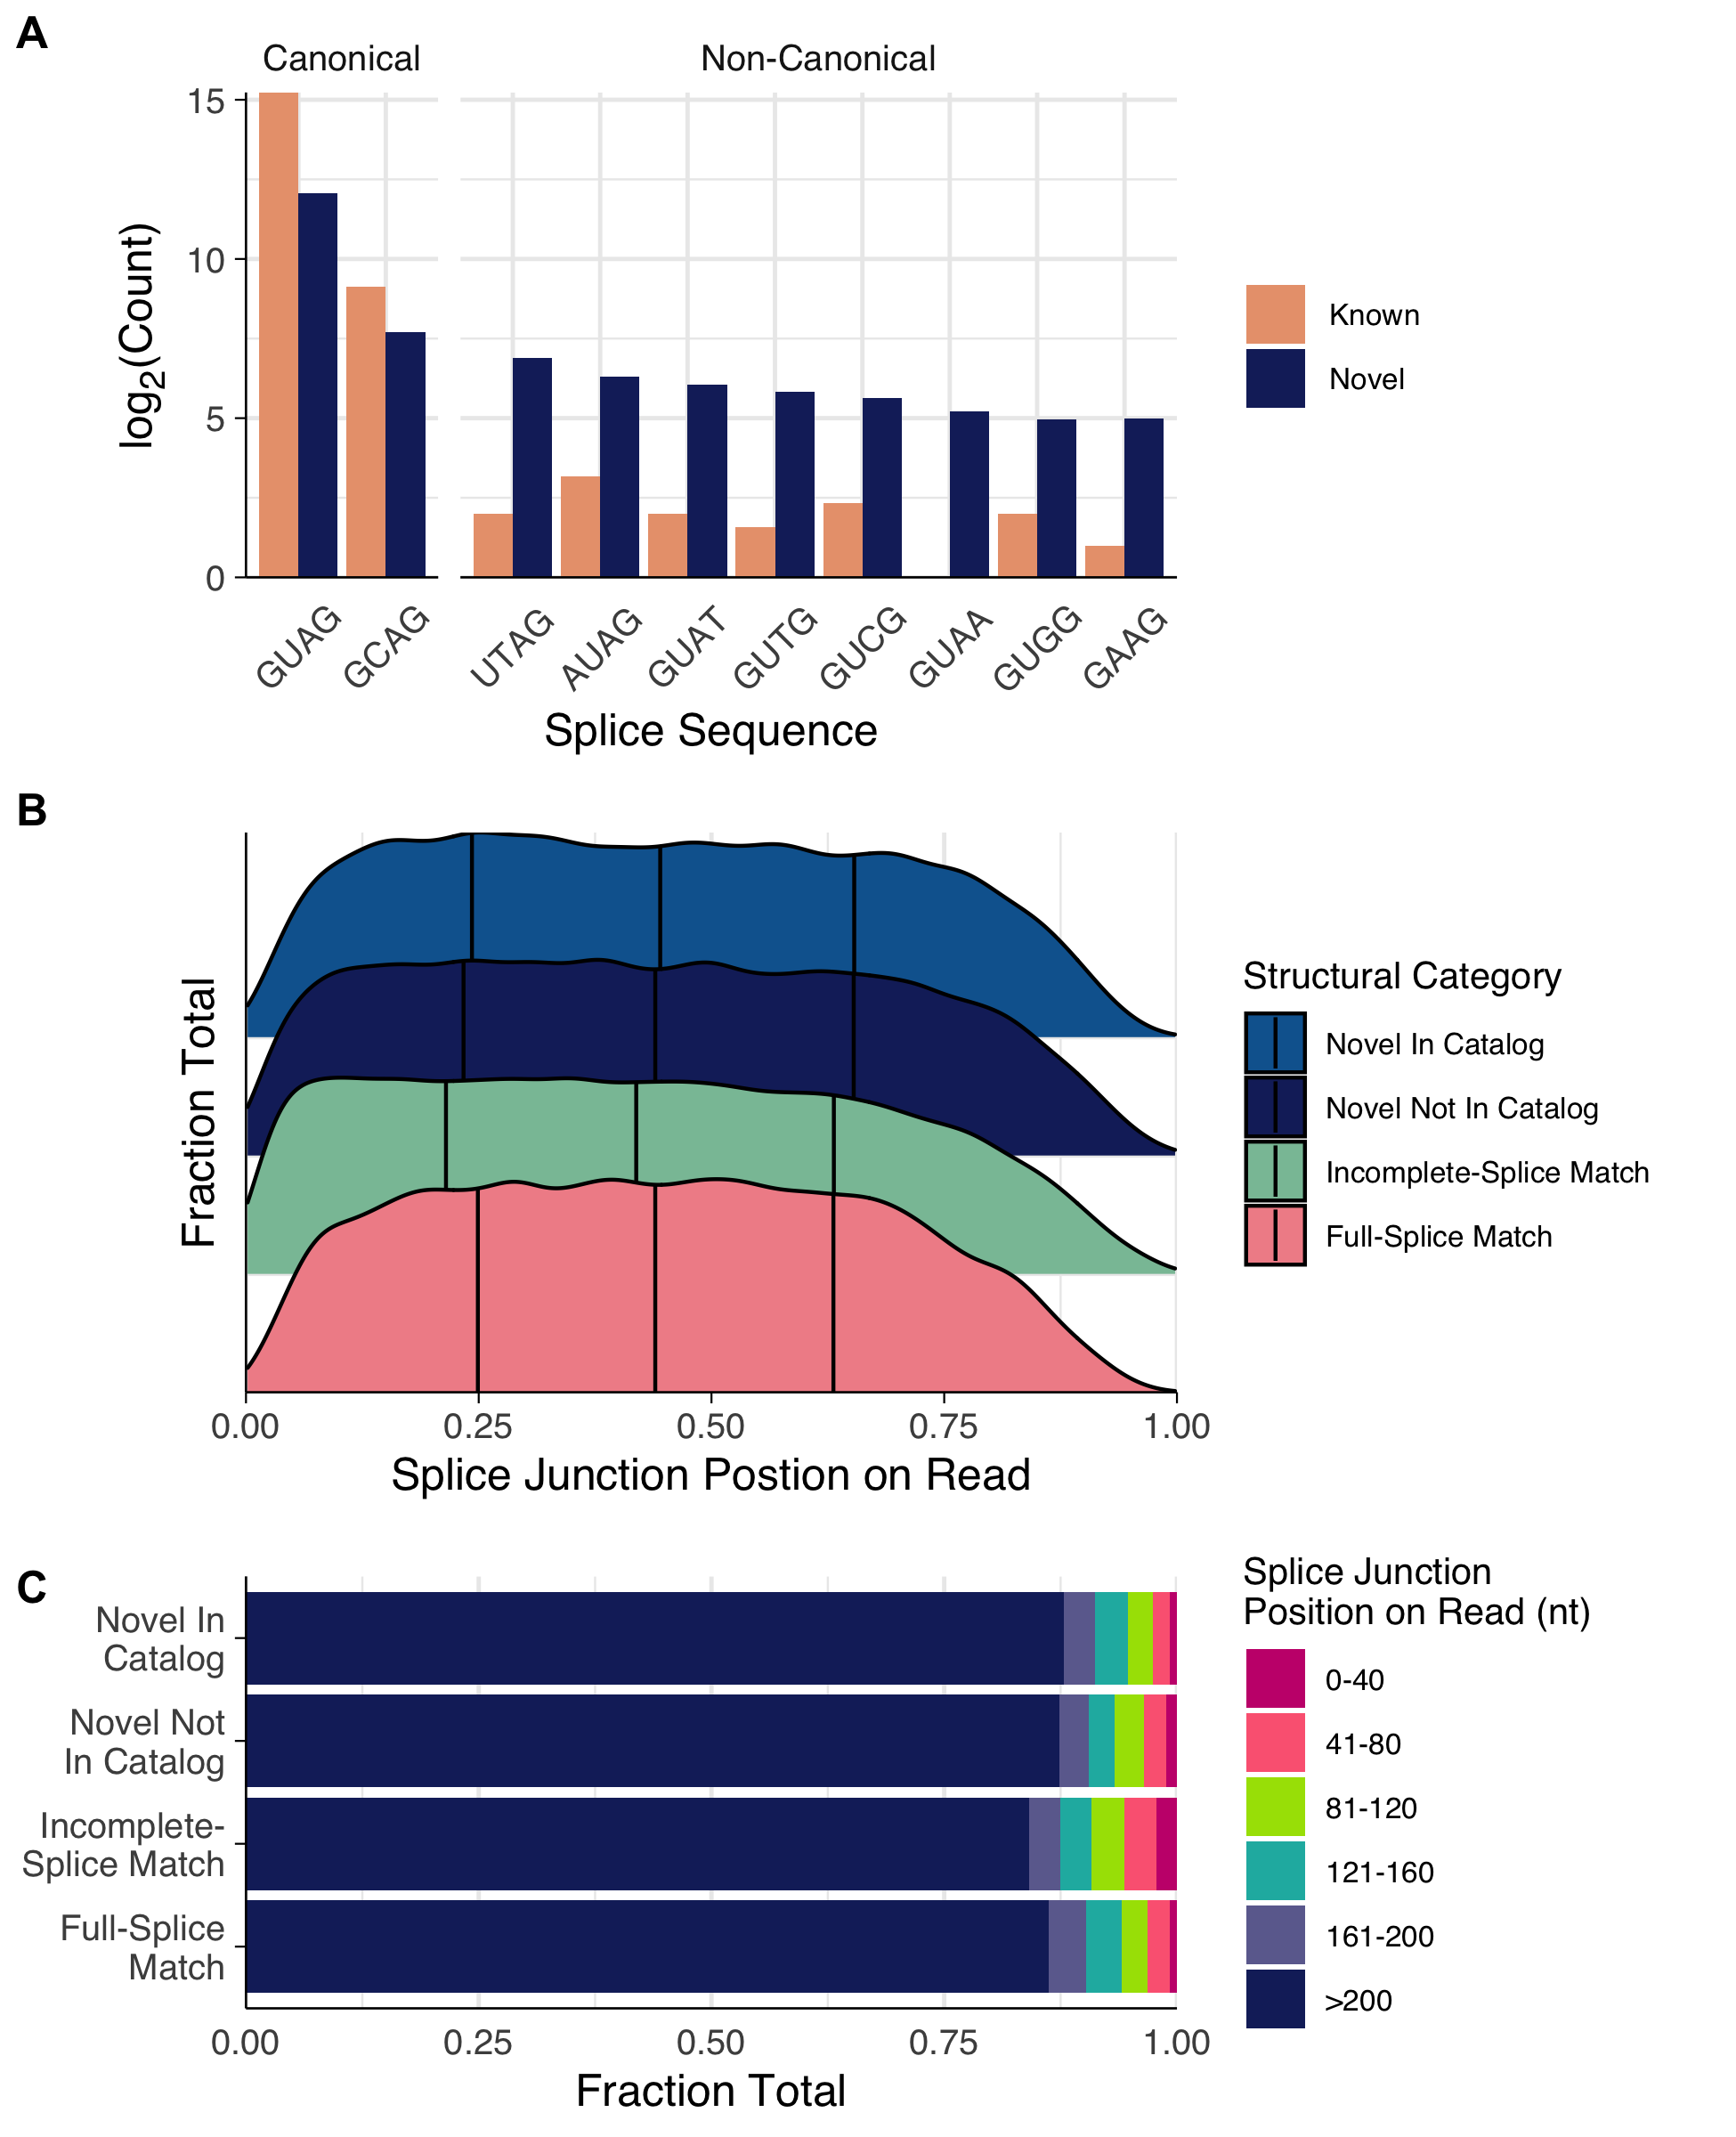 A
Canonical
Non-Canonical
15
10
5
0
log2(Count)
GUAG
GCAG
UTAG
AUAG
GUAT
GUTG
GUCG
GUAA
GUGG
GAAG
Splice Sequence
Known
Novel
B
Fraction Total
0.00
0.25
0.50
0.75
1.00
Splice Junction Postion on Read
Structural Category
Novel In Catalog
Novel Not In Catalog
Incomplete-Splice Match
Full-Splice Match
C
Novel In
Catalog
Novel Not
In Catalog
Incomplete-
Splice Match
Full-Splice
Match
0.00
0.25
0.50
0.75
1.00
Fraction Total
Splice Junction
Position on Read (nt)
0-40
41-80
81-120
121-160
161-200
>200